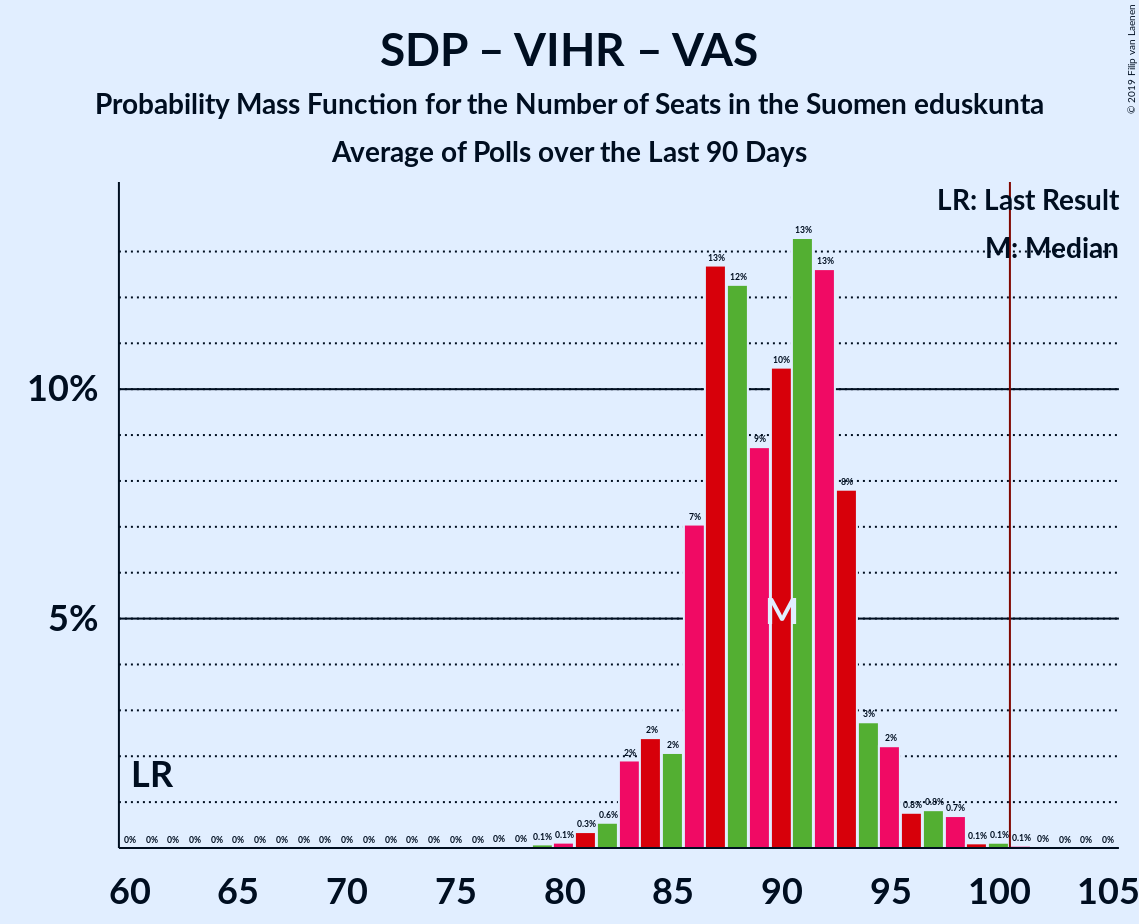 SDP – VIHR – VAS
Probability Mass Function for the Number of Seats in the Suomen eduskunta
Average of Polls over the Last 90 Days
© 2019 Filip van Laenen
LR: Last Result
M: Median
13%
13%
13%
12%
10%
10%
9%
8%
7%
M
5%
3%
2%
2%
2%
2%
LR
0% 0% 0% 0% 0% 0% 0% 0% 0% 0% 0% 0% 0% 0% 0% 0% 0% 0% 0% 0.1% 0.1% 0.3% 0.6% 0.8% 0.8% 0.7% 0.1% 0.1% 0.1% 0% 0% 0% 0%
60 65 70 75 80 85 90 95 100 105